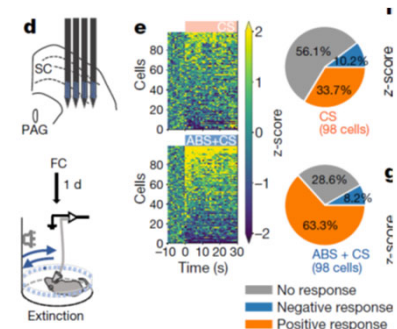 d
SC
PAG
FC
1 d
Extinction
e
CS
Cells
80
60
40
20
0
ABS+CS
Cells
80
60
40
20
0
−10 0 10 20 30
Time (s)
2
1
0
−1
−2
z-score
56.1%
10.2%
33.7%
CS
(98 cells)
28.6%
8.2%
63.3%
ABS + CS
(98 cells)
No response
Negative response
Positive response
z-score
g
z-score